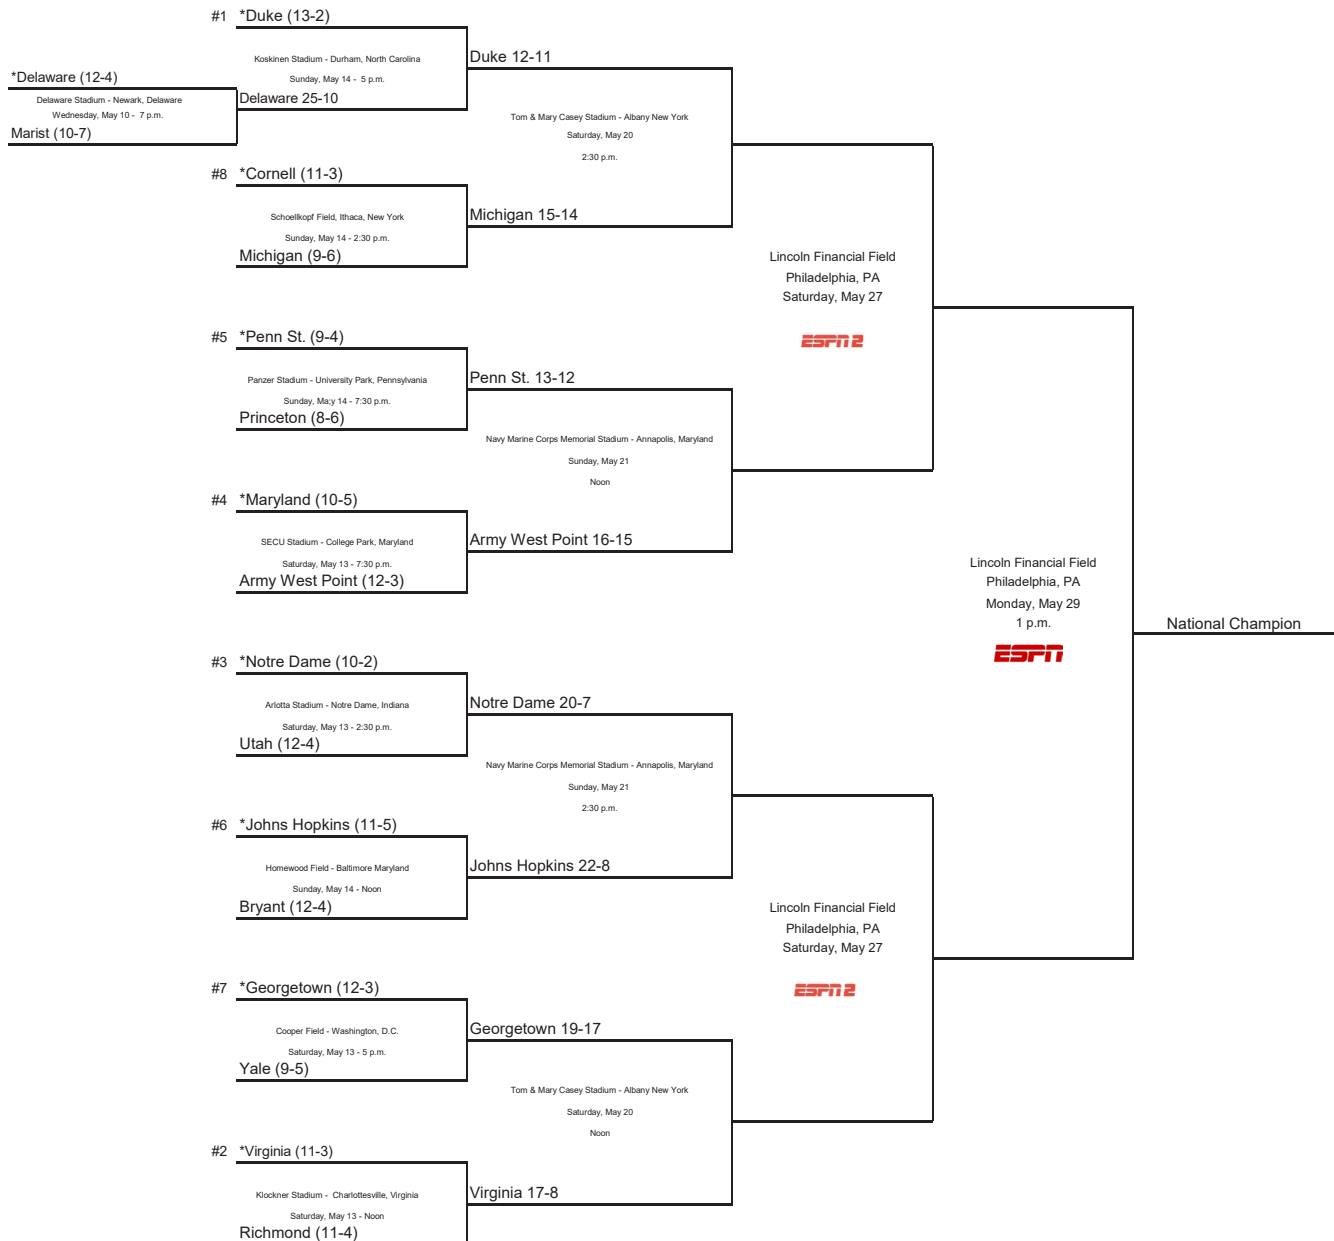 #1 *Duke (13-2)
Koskinen Stadium - Durham, North Carolina
Sunday, May 14 - 5 p.m.
*Delaware (12-4)
Delaware Stadium - Newark, Delaware
Wednesday, May 10 - 7 p.m.
Marist (10-7)
Delaware 25-10
Duke 12-11
Tom & Mary Casey Stadium - Albany New York
Saturday, May 20
2:30 p.m.
#8 *Cornell (11-3)
Schoellkopf Field, Ithaca, New York
Sunday, May 14 - 2:30 p.m.
Michigan (9-6)
Michigan 15-14
Lincoln Financial Field
Philadelphia, PA
Saturday, May 27
ESPN 2
#5 *Penn St. (9-4)
Panzer Stadium - University Park, Pennsylvania
Sunday, Ma;y 14 - 7:30 p.m.
Princeton (8-6)
Penn St. 13-12
Navy Marine Corps Memorial Stadium - Annapolis, Maryland
Sunday, May 21
Noon
#4 *Maryland (10-5)
SECU Stadium - College Park, Maryland
Saturday, May 13 - 7:30 p.m.
Army West Point (12-3)
Army West Point 16-15
Lincoln Financial Field
Philadelphia, PA
Monday, May 29
1 p.m.
ESPN
National Champion
#3 *Notre Dame (10-2)
Arlotta Stadium - Notre Dame, Indiana
Saturday, May 13 - 2:30 p.m.
Utah (12-4)
Notre Dame 20-7
Navy Marine Corps Memorial Stadium - Annapolis, Maryland
Sunday, May 21
2:30 p.m.
#6 *Johns Hopkins (11-5)
Homewood Field - Baltimore Maryland
Sunday, May 14 - Noon
Bryant (12-4)
Johns Hopkins 22-8
Lincoln Financial Field
Philadelphia, PA
Saturday, May 27
ESPN 2
#7 *Georgetown (12-3)
Cooper Field - Washington, D.C.
Saturday, May 13 - 5 p.m.
Yale (9-5)
Georgetown 19-17
Tom & Mary Casey Stadium - Albany New York
Saturday, May 20
Noon
#2 *Virginia (11-3)
Klockner Stadium - Charlottesville, Virginia
Saturday, May 13 - Noon
Richmond (11-4)
Virginia 17-8